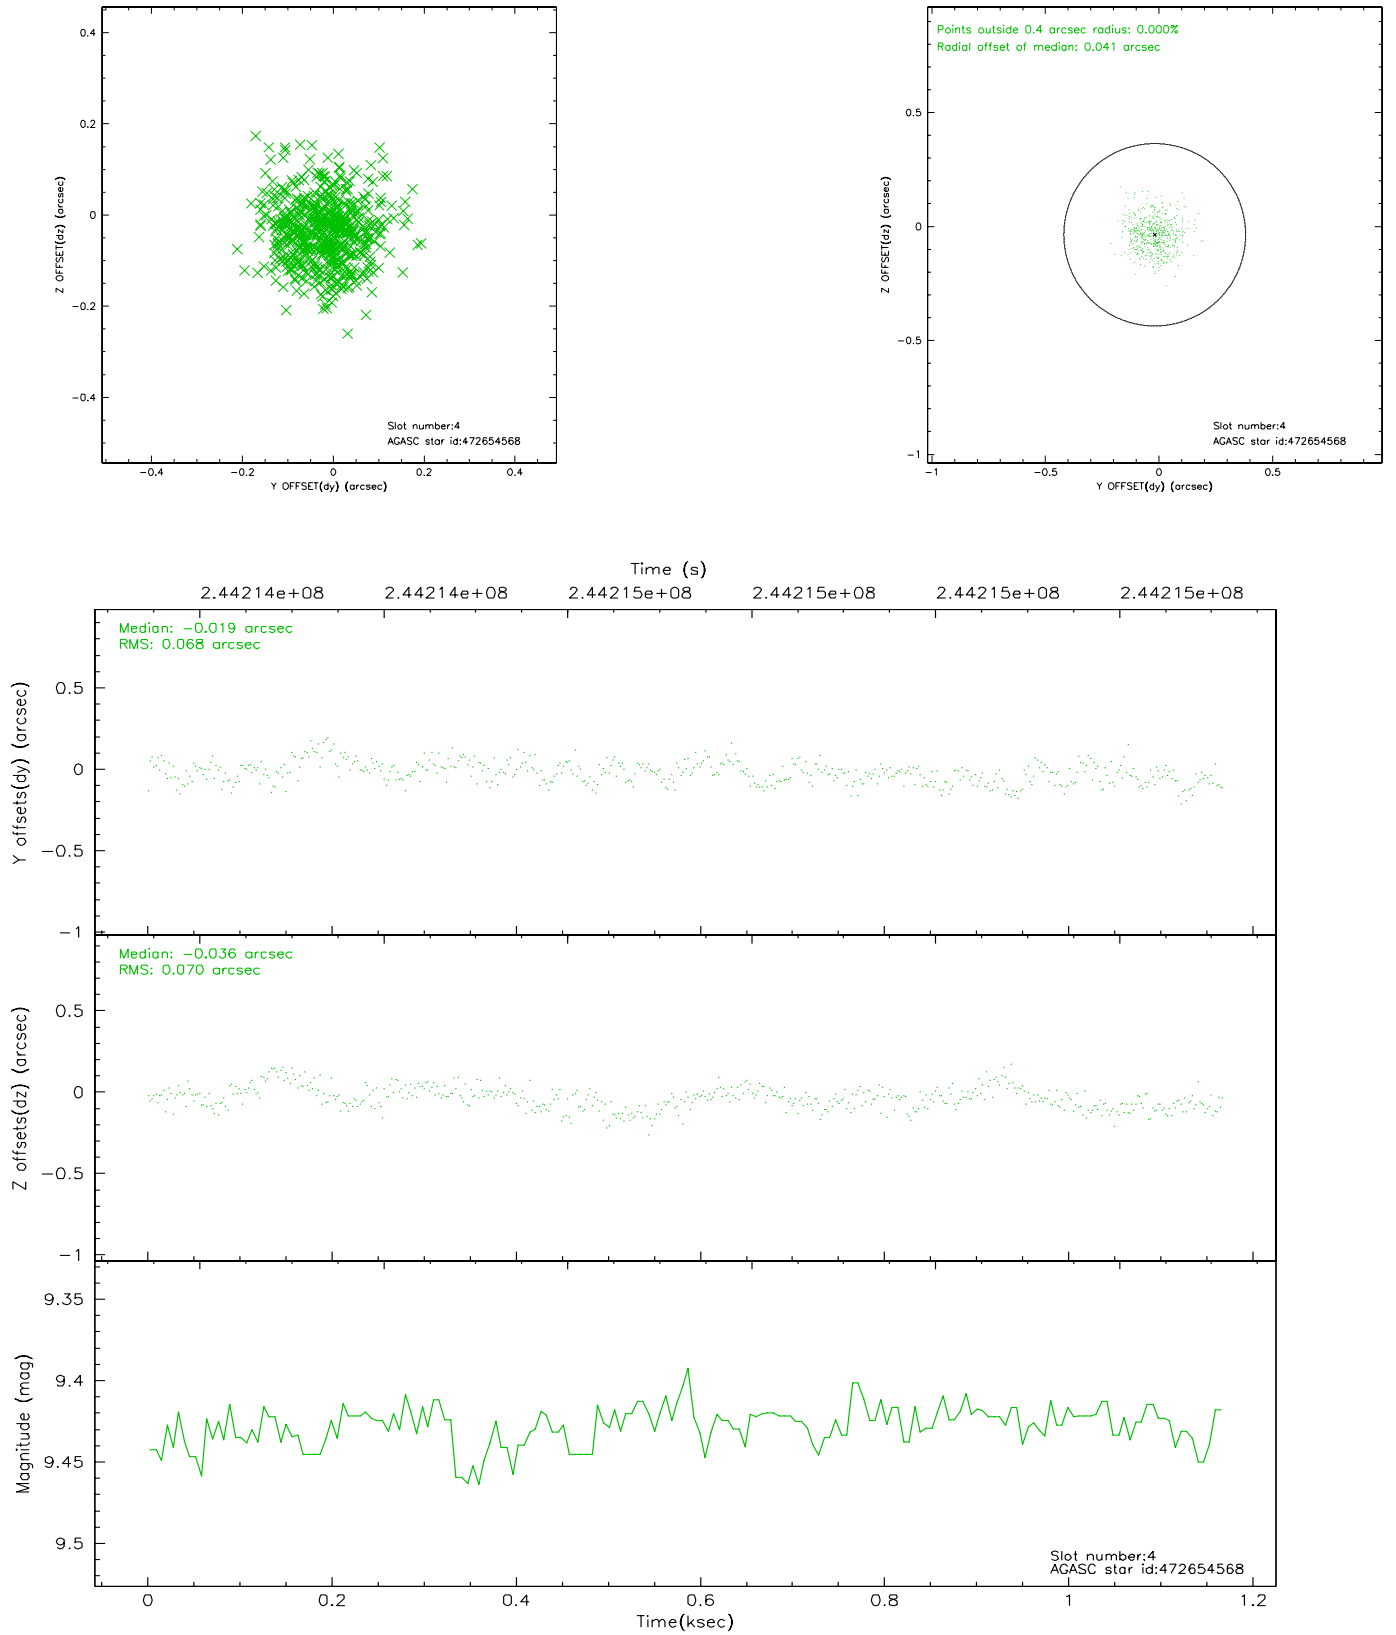 0.4
0.2
0
-0.2
-0.4
Z OFFSET(dz) (arcsec)
Slot number:4
AGASC star id:472654568
-0.4 -0.2 0 0.2 0.4
Y OFFSET(dy) (arcsec)
Points outside 0.4 arcsec radius: 0.000%
Radial offset of median: 0.041 arcsec
0.5
0
-0.5
-1
Z OFFSET(dz) (arcsec)
Slot number:4
AGASC star id:472654568
-1 -0.5 0 0.5
Y OFFSET(dy) (arcsec)
Time (s)
2.44214e+08 2.44214e+08 2.44215e+08 2.44215e+08 2.44215e+08 2.44215e+08
Median: -0.019 arcsec
RMS: 0.068 arcsec
0.5
0
-0.5
-1
Y offsets(dy) (arcsec)
Median: -0.036 arcsec
RMS: 0.070 arcsec
0.5
0
-0.5
-1
Z offsets(dz) (arcsec)
9.35
9.4
9.45
9.5
Magnitude (mag)
Slot number:4
AGASC star id:472654568
0 0.2 0.4 0.6 0.8 1 1.2
Time(ksec)